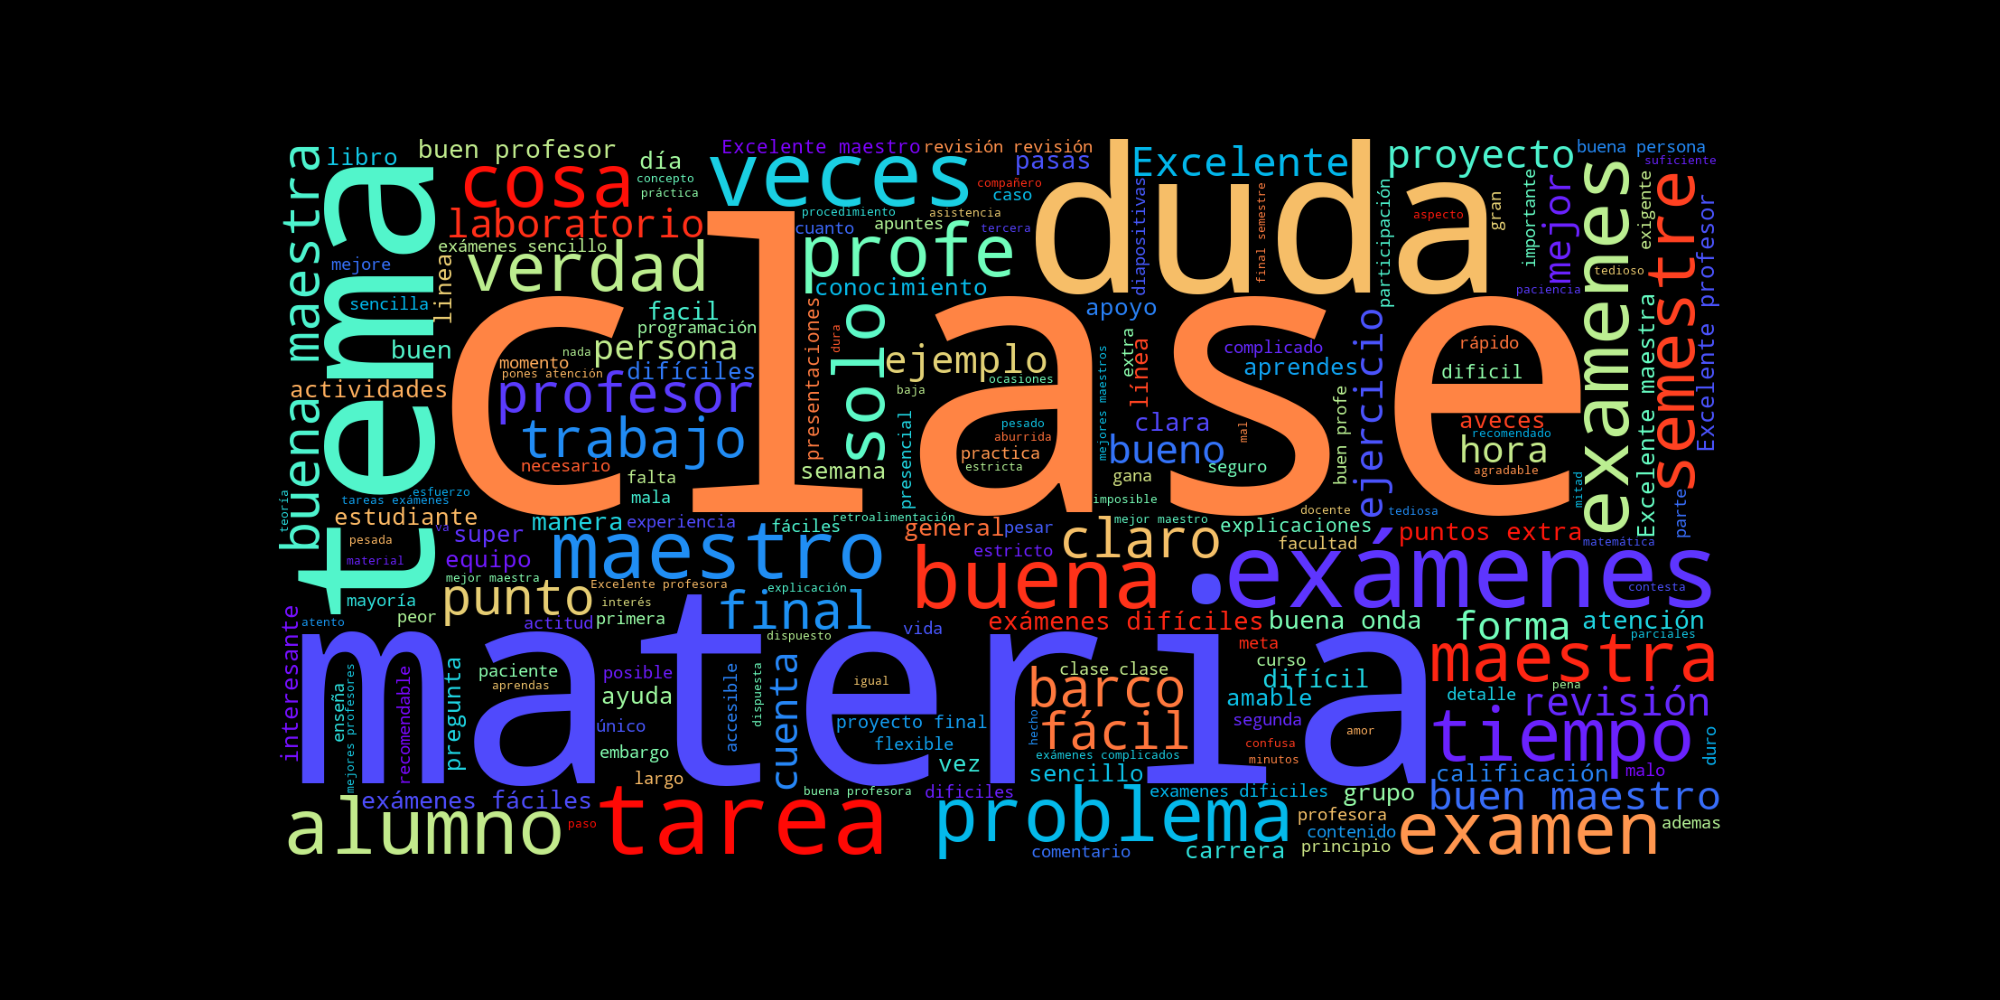 clase
materia
tema
duda
exámenes
examenes
semestre
buena maestra
libro
buen profesor
día
concepto
práctica
cosa
laboratorio
exámenes sencillo
verdad
mejore
sencilla
linea
buen
actividades
veces
Excelente maestro
revisión revisión
pasas
compañero
caso
procedimiento
asistencia
cuanto
apuntes
tercera
profe
conocimiento
Excelente
proyecto
buena persona
suficiente
diapositivas
final semestre
participación
aspecto
gran
importante
mejor
tedioso
paciencia
exigente
Excelente maestra
Excelente profesor
facil
programación
nada
persona
momento
pones atención
difíciles
profesor
trabajo
necesario
falta
mala
presentaciones
dura
solo
semana
ejemplo
ocasiones
baja
apoyo
extra
línea
mejores maestros
pesado
aburrida
practica
estricta
presencial
clara
bueno
gana
mal
seguro
imposible
complicado
aprendes
buen profe
ejercicio
rápido
dificil
aveces
recomendado
hora
agradable
mitad
parte
teoría
tareas exámenes
esfuerzo
estudiante
va
pesada
material
super
equipo
manera
experiencia
fáciles
retroalimentación
general
pesar
mejor maestro
estricto
claro
explicaciones
docente
tediosa
facultad
puntos extra
matemática
contesta
maestro
buena
mejor maestra
Excelente profesora
explicación
punto
interés
primera
actitud
final
dispuesto
vida
mayoría
peor
atento
interesante
enseña
mejores profesores
recomendable
pregunta
paciente
aprendas
posible
ayuda
único
embargo
largo
accesible
dispuesta
cuenta
igual
proyecto final
flexible
vez
exámenes difíciles
buena onda
forma
atención
parciales
maestra
meta
curso
clase clase
barco
difícil
amable
detalle
pena
revisión
fácil
hecho
segunda
confusa
minutos
amor
tiempo
duro
exámenes complicados
sencillo
calificación
malo
exámenes fáciles
alumno
paso
tarea
buena profesora
dificiles
problema
examenes dificiles
grupo
buen maestro
profesora
contenido
principio
comentario
carrera
examen
ademas